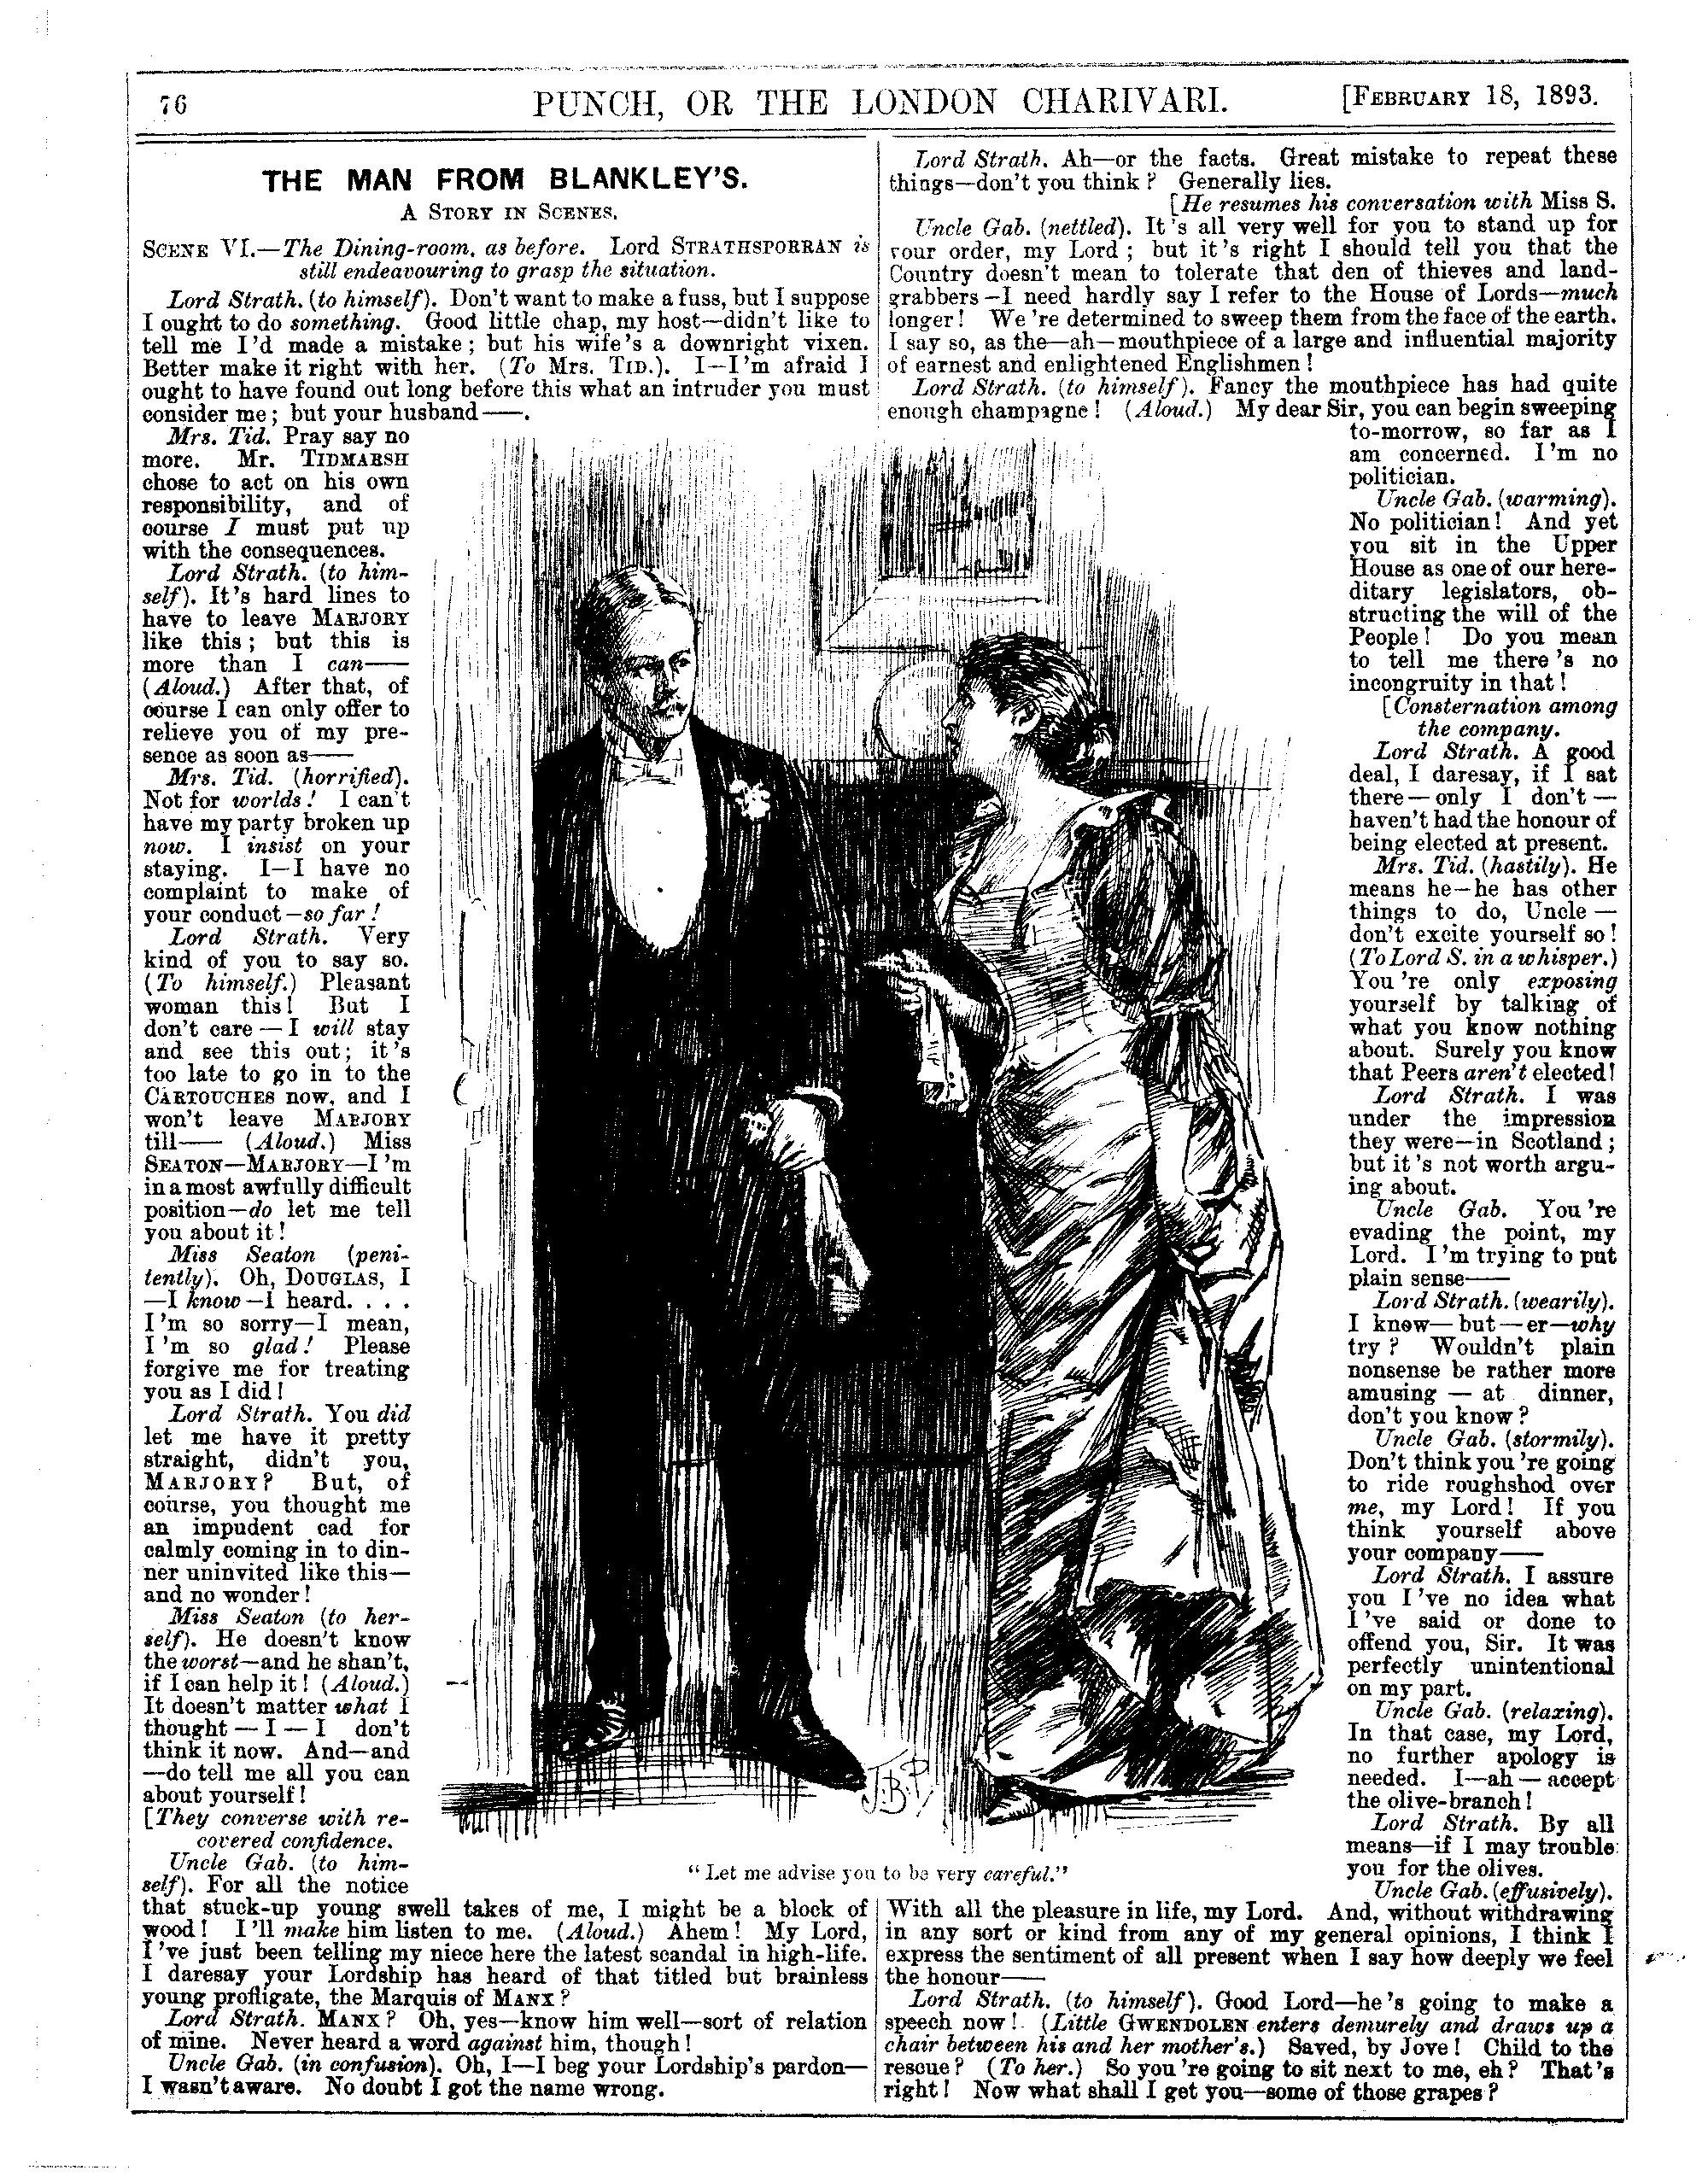 76
PUNCH, OR THE LONDON CHARIVARI.
[FEBRUARY 18, 1893.
THE MAN FROM BLANKLEY'S.
A STORY IN SCENES.
SCENE VI.—The Dining-room, as before. Lord STRATHSPORRAN is
still endeavouring to grasp the situation.
Lord Strath. (to himself). Don't want to make a fuss, but I suppose
I ought to do something. Good little chap, my host—didn't like to
tell me I'd made a mistake; but his wife's a downright vixen.
Better make it right with her. (To Mrs. TID.). I—I'm afraid I
ought to have found out long before this what an intruder you must
consider me; but your husband——.
Mrs. Tid. Pray say no
more. Mr. TIDMARSH
chose to act on his own
responsibility, and of
course I must put up
with the consequences.
Lord Strath. (to him-
self). It's hard lines to
have to leave MARJORY
like this; but this is
more than I can——
(Aloud.) After that, of
course I can only offer to
relieve you of my pre-
sence as soon as——
Mrs. Tid. (horrified).
Not for worlds! I can't
have my party broken up
now. I insist on your
staying. I—I have no
complaint to make of
your conduct—so far!
Lord Strath. Very
kind of you to say so.
(To himself.) Pleasant
woman this! But I
don't care—I will stay
and see this out; it's
too late to go in to the
CARTOUCHES now, and I
won't leave MARJORY
till—— (Aloud.) Miss
SEATON—MARJORY—I'm
in a most awfully difficult
position—do let me tell
you about it!
Miss Seaton (peni-
tently). Oh, DOUGLAS, I
—I know—I heard. . . .
I'm so sorry—I mean,
I'm so glad! Please
forgive me for treating
you as I did!
Lord Strath. You did
let me have it pretty
straight, didn't you,
MARJORY? But, of
course, you thought me
an impudent cad for
calmly coming in to din-
ner uninvited like this—
and no wonder!
Miss Seaton (to her-
self). He doesn't know
the worst—and he shan't,
if I can help it! (Aloud.)
It doesn't matter what I
thought—I—I don't
think it now. And—and
—do tell me all you can
about yourself!
[They converse with re-
covered confidence.
Uncle Gab. (to him-
self). For all the notice
that stuck-up young swell takes of me, I might be a block of
wood! I'll make him listen to me. (Aloud.) Ahem! My Lord,
I've just been telling my niece here the latest scandal in high-life.
I daresay your Lordship has heard of that titled but brainless
young profligate, the Marquis of MANX?
Lord Strath. MANX? Oh, yes—know him well—sort of relation
of mine. Never heard a word against him, though!
Uncle Gab. (in confusion). Oh, I—I beg your Lordship's pardon—
I wasn't aware. No doubt I got the name wrong.
Lord Strath. Ah—or the facts. Great mistake to repeat these
things—don't you think? Generally lies.
[He resumes his conversation with Miss S.
Uncle Gab. (nettled). It's all very well for you to stand up for
your order, my Lord; but it's right I should tell you that the
Country doesn't mean to tolerate that den of thieves and land-
grabbers—I need hardly say I refer to the House of Lords—much
longer! We're determined to sweep them from the face of the earth.
I say so, as the—ah—mouthpiece of a large and influential majority
of earnest and enlightened Englishmen!
Lord Strath. (to himself). Fancy the mouthpiece has had quite
enough champagne! (Aloud.) My dear Sir, you can begin sweeping
to-morrow, so far as I
am concerned. I'm no
politician.
Uncle Gab. (warming).
No politician! And yet
you sit in the Upper
House as one of our here-
ditary legislators, ob-
structing the will of the
People! Do you mean
to tell me there's no
incongruity in that!
[Consternation among
the company.
Lord Strath. A good
deal, I daresay, if I sat
there—only I don't—
haven't had the honour of
being elected at present.
Mrs. Tid. (hastily). He
means he—he has other
things to do, Uncle—
don't excite yourself so!
(To Lord S. in a whisper.)
You're only exposing
yourself by talking of
what you know nothing
about. Surely you know
that Peers aren't elected!
Lord Strath. I was
under the impression
they were—in Scotland;
but it's not worth argu-
ing about.
Uncle Gab. You're
evading the point, my
Lord. I'm trying to put
plain sense——
Lord Strath. (wearily).
I know—but—er—why
try? Wouldn't plain
nonsense be rather more
amusing — at dinner,
don't you know?
Uncle Gab. (stormily).
Don't think you're going
to ride roughshod over
me, my Lord! If you
think yourself above
your company——
Lord Strath. I assure
you I've no idea what
I've said or done to
offend you, Sir. It was
perfectly unintentional
on my part.
Uncle Gab. (relaxing).
In that case, my Lord,
no further apology is
needed. I—ah—accept
the olive-branch!
Lord Strath. By all
means—if I may trouble
you for the olives.
Uncle Gab. (effusively).
With all the pleasure in life, my Lord. And, without withdrawing
in any sort or kind from any of my general opinions, I think I
express the sentiment of all present when I say how deeply we feel
the honour——
Lord Strath. (to himself). Good Lord—he's going to make a
speech now! (Little GWENDOLEN enters demurely and draws up a
chair between his and her mother's.) Saved, by Jove! Child to the
rescue? (To her.) So you're going to sit next to me, eh? That's
right! Now what shall I get you—some of those grapes?
J.B.P.
"Let me advise you to be very careful."